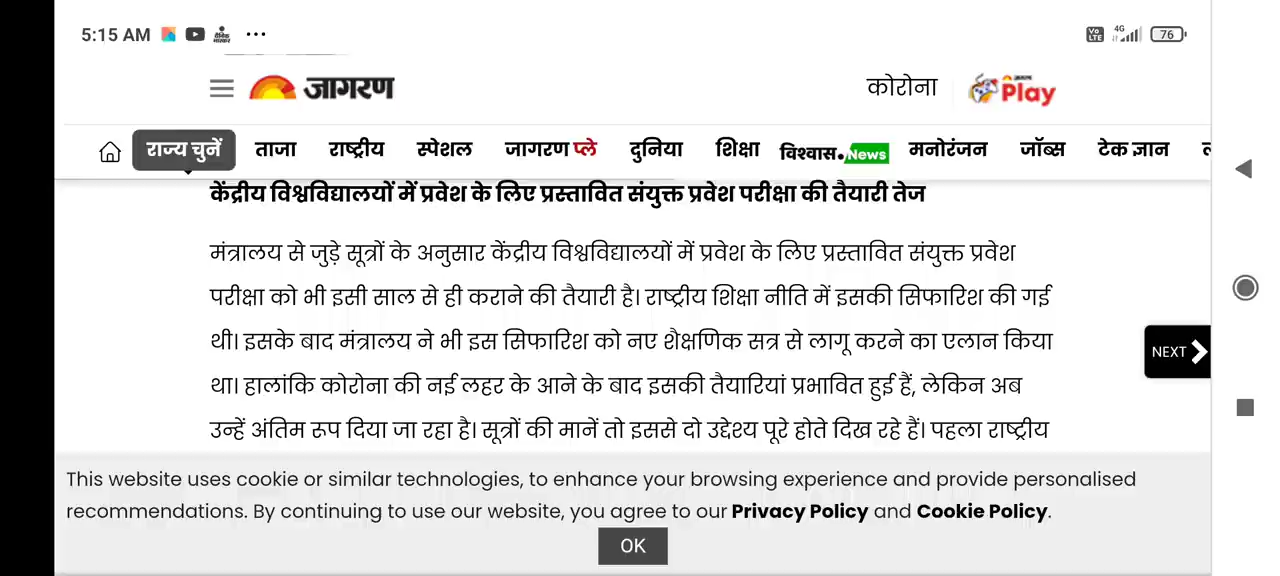 5:15 AM
4G
76
जागरण
कोरोना
Play
राज्य चुनें ताजा राष्ट्रीय स्पेशल जागरण प्ले दुनिया शिक्षा विश्वास.News मनोरंजन जॉब्स टेक ज्ञान
केंद्रीय विश्वविद्यालयों में प्रवेश के लिए प्रस्तावित संयुक्त प्रवेश परीक्षा की तैयारी तेज
मंत्रालय से जुड़े सूत्रों के अनुसार केंद्रीय विश्वविद्यालयों में प्रवेश के लिए प्रस्तावित संयुक्त प्रवेश
परीक्षा को भी इसी साल से ही कराने की तैयारी है। राष्ट्रीय शिक्षा नीति में इसकी सिफारिश की गई
थी। इसके बाद मंत्रालय ने भी इस सिफारिश को नए शैक्षणिक सत्र से लागू करने का एलान किया
था। हालांकि कोरोना की नई लहर के आने के बाद इसकी तैयारियां प्रभावित हुई हैं, लेकिन अब
उन्हें अंतिम रूप दिया जा रहा है। सूत्रों की मानें तो इससे दो उद्देश्य पूरे होते दिख रहे हैं। पहला राष्ट्रीय
NEXT
This website uses cookie or similar technologies, to enhance your browsing experience and provide personalised
recommendations. By continuing to use our website, you agree to our Privacy Policy and Cookie Policy.
OK